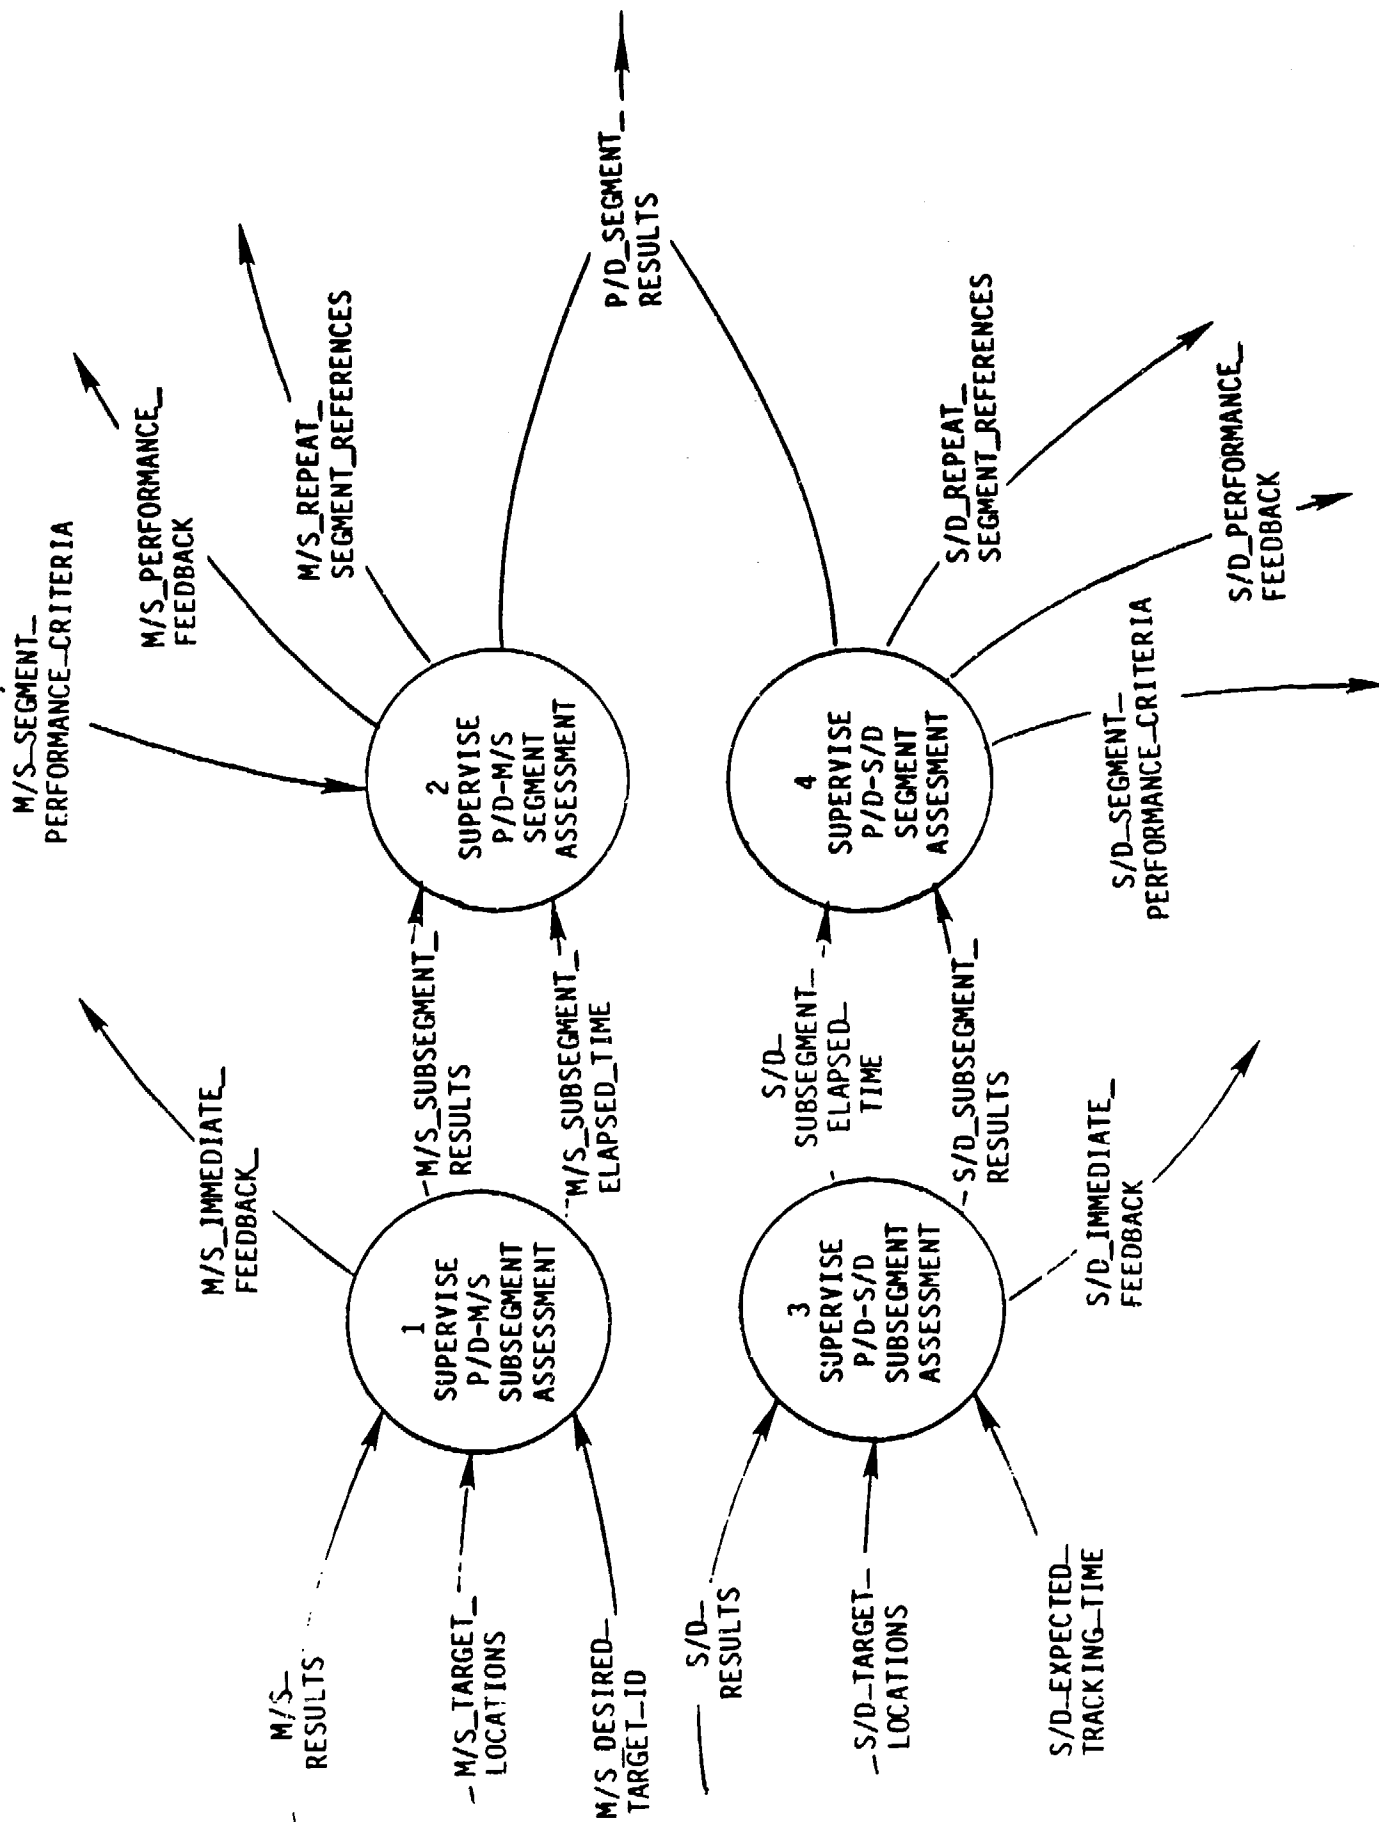 M/S_SEGMENT_
PERFORMANCE_CRITERIA
M/S_IMMEDIATE_
FEEDBACK
M/S_PERFORMANCE_
FEEDBACK
M/S_REPEAT_
SEGMENT_REFERENCES
M/S_
RESULTS
1
SUPERVISE
P/D-M/S
SUBSEGMENT
ASSESSMENT
M/S_SUBSEGMENT_
RESULTS
2
SUPERVISE
P/D-M/S
SEGMENT
ASSESSMENT
M/S_TARGET_
LOCATIONS
M/S_SUBSEGMENT_
ELAPSED_TIME
M/S DESIRED_
TARGET_ID
P/D_SEGMENT_
RESULTS
S/D_
RESULTS
3
SUPERVISE
P/D-S/D
SUBSEGMENT
ASSESSMENT
S/D_
SUBSEGMENT_
ELAPSED_
TIME
4
SUPERVISE
P/D-S/D
SEGMENT
ASSESSMENT
S/D_TARGET_
LOCATIONS
S/D_SUBSEGMENT_
RESULTS
S/D_REPEAT_
SEGMENT_REFERENCES
S/D_EXPECTED_
TRACKING_TIME
S/D_IMMEDIATE_
FEEDBACK
S/D_SEGMENT_
PERFORMANCE_CRITERIA
S/D_PERFORMANCE_
FEEDBACK